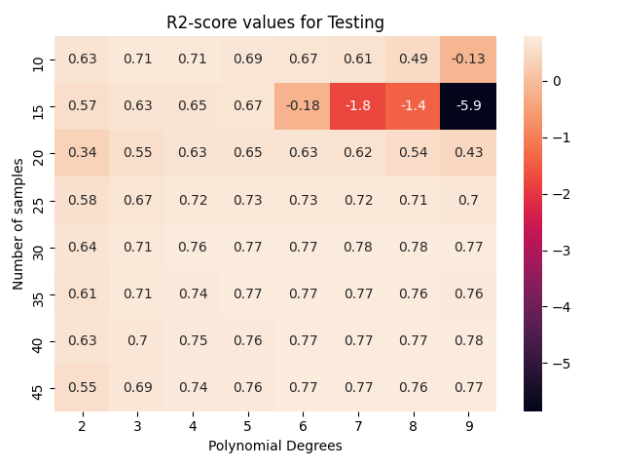 R2-score values for Testing
10 0.63 0.71 0.71 0.69 0.67 0.61 0.49 -0.13
15 0.57 0.63 0.65 0.67 -0.18 -1.8 -1.4 -5.9
20 0.34 0.55 0.63 0.65 0.63 0.62 0.54 0.43
25 0.58 0.67 0.72 0.73 0.73 0.72 0.71 0.7
30 0.64 0.71 0.76 0.77 0.77 0.78 0.78 0.77
35 0.61 0.71 0.74 0.77 0.77 0.77 0.76 0.76
40 0.63 0.7 0.75 0.76 0.77 0.77 0.77 0.78
45 0.55 0.69 0.74 0.76 0.77 0.77 0.76 0.77
2 3 4 5 6 7 8 9
Polynomial Degrees
Number of samples
0
−1
−2
−3
−4
−5